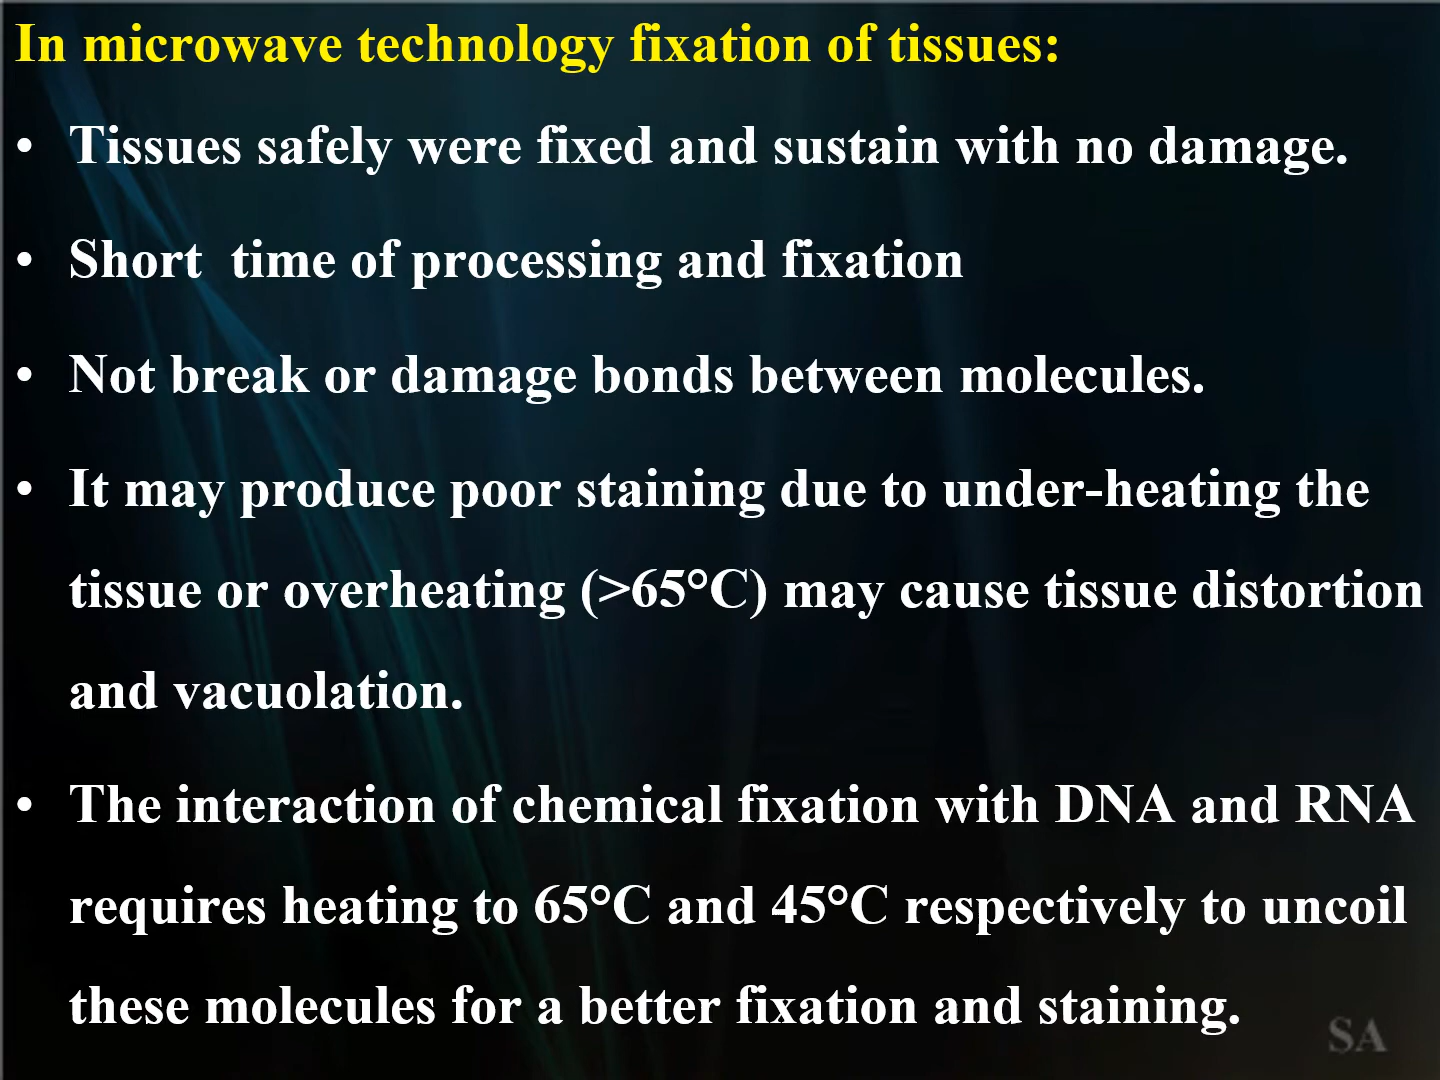 In microwave technology fixation of tissues:
• Tissues safely were fixed and sustain with no damage.
• Short  time of processing and fixation
• Not break or damage bonds between molecules.
• It may produce poor staining due to under-heating the
tissue or overheating (>65°C) may cause tissue distortion
and vacuolation.
• The interaction of chemical fixation with DNA and RNA
requires heating to 65°C and 45°C respectively to uncoil
these molecules for a better fixation and staining.
SA